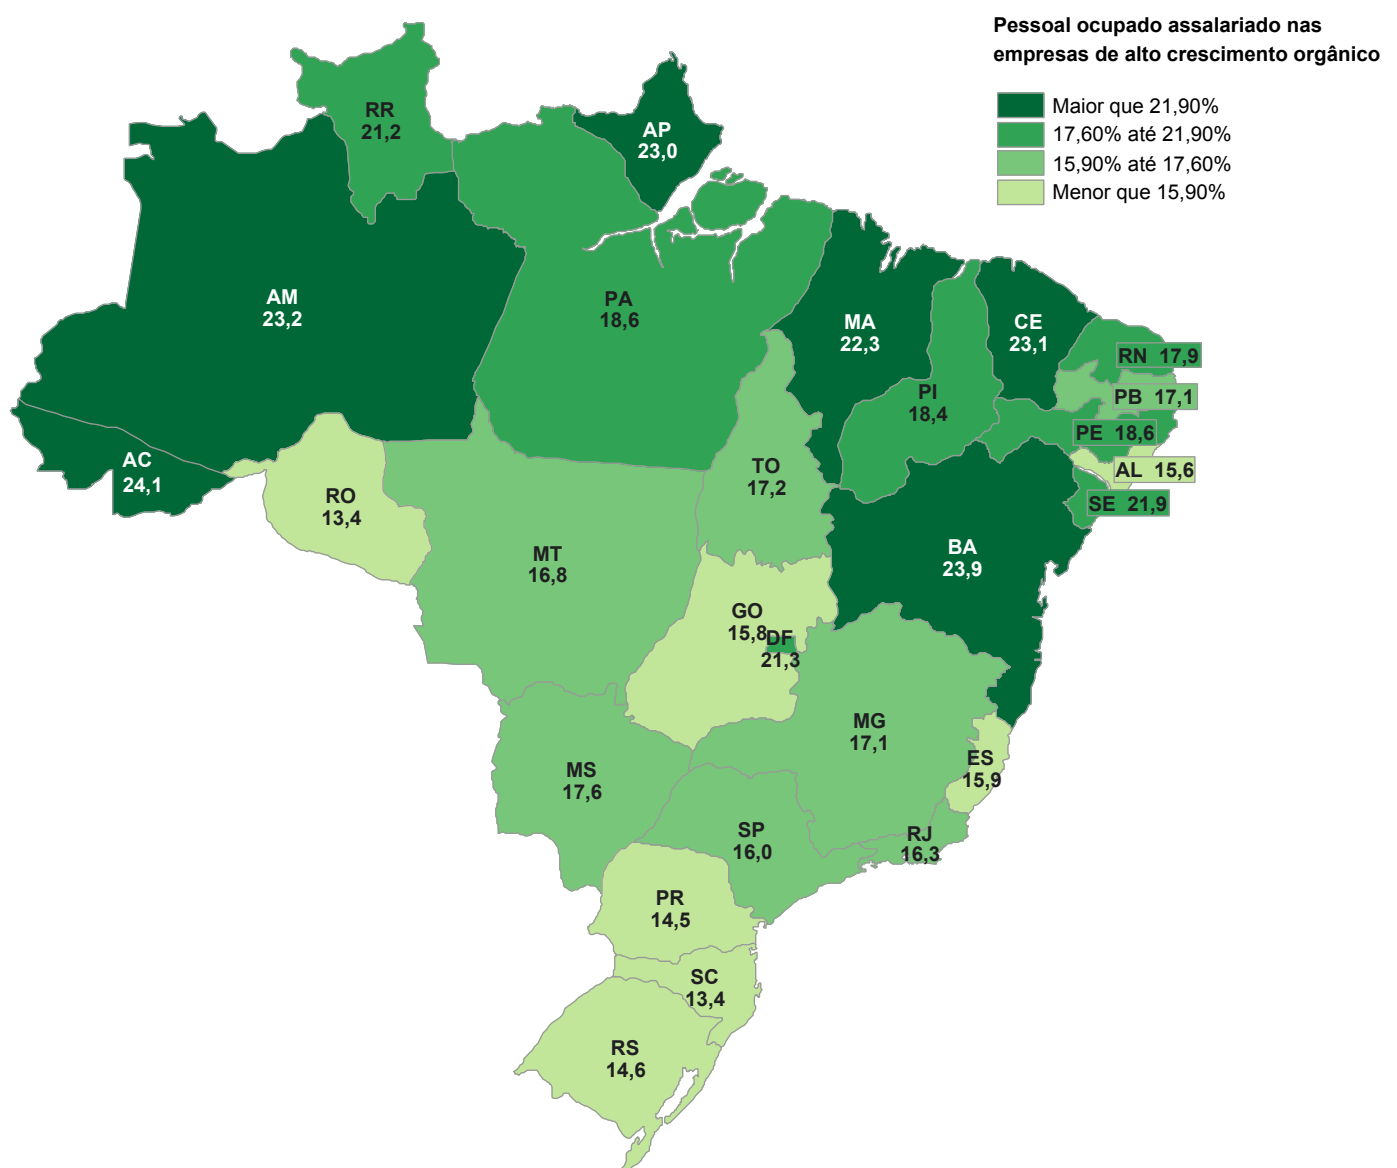 Pessoal ocupado assalariado nas
empresas de alto crescimento orgânico
Maior que 21,90%
17,60% até 21,90%
15,90% até 17,60%
Menor que 15,90%
RR
21,2
AP
23,0
AM
23,2
PA
18,6
MA
22,3
CE
23,1
RN 17,9
PI
18,4
PB 17,1
PE 18,6
AC
24,1
TO
17,2
AL 15,6
RO
13,4
SE 21,9
MT
16,8
BA
23,9
GO
15,8
DF
21,3
MG
17,1
MS
17,6
ES
15,9
SP
16,0
RJ
16,3
PR
14,5
SC
13,4
RS
14,6